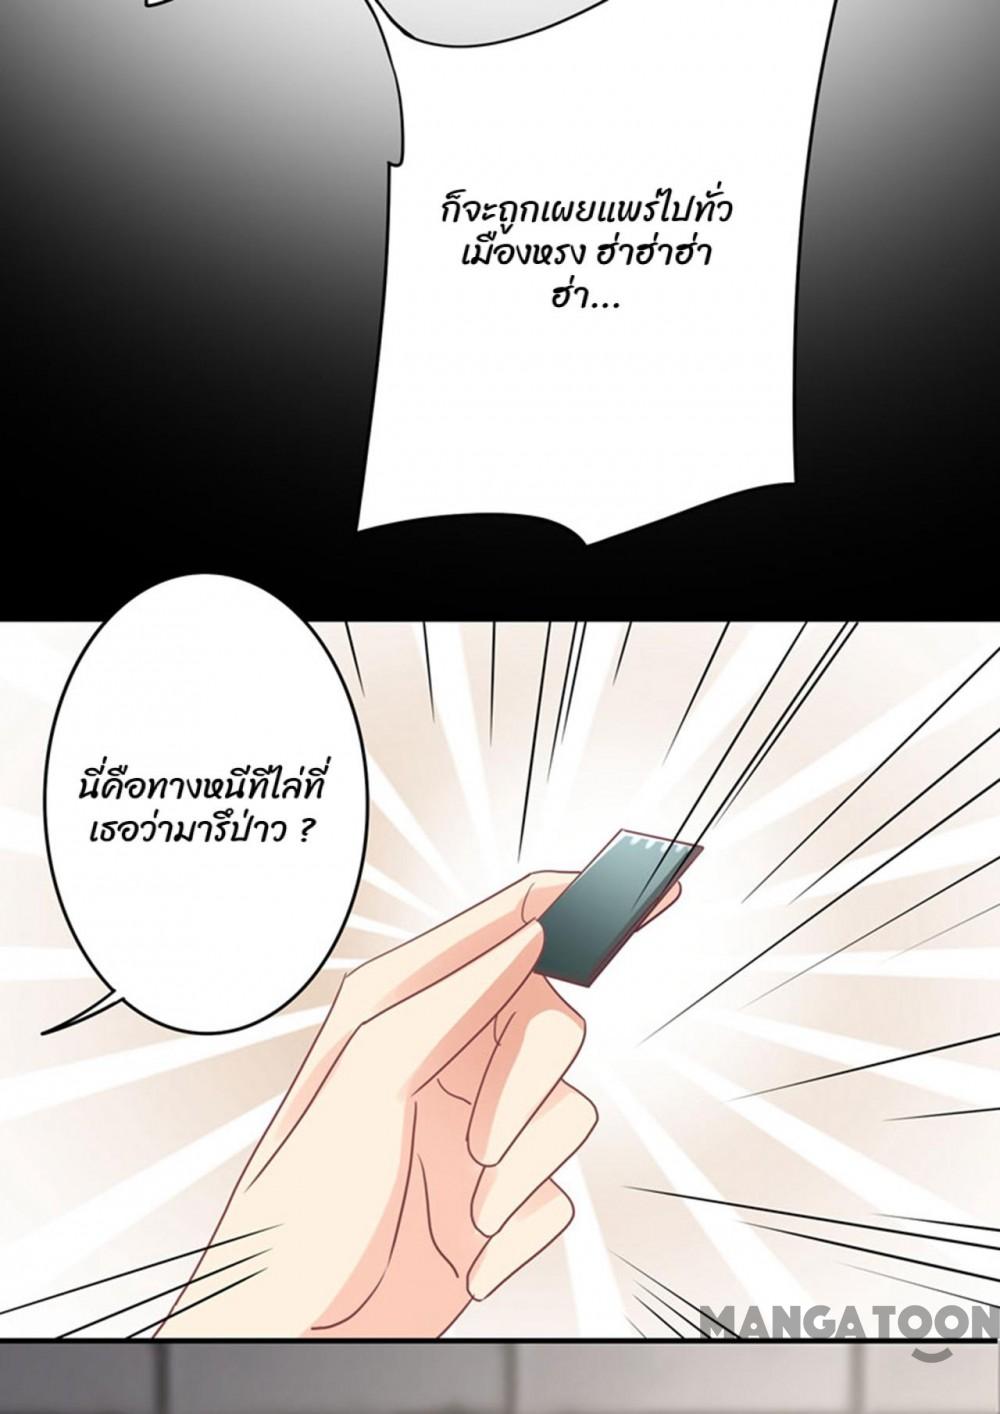 ก็จะถูกเผยแพร่ไปทั่ว
เมืองหรง ฮ่าฮ่าฮ่า
ฮ่า...
นี่คือทางหนีทีไล่ที่
เธอว่ามารึป่าว ?
MANGATOON